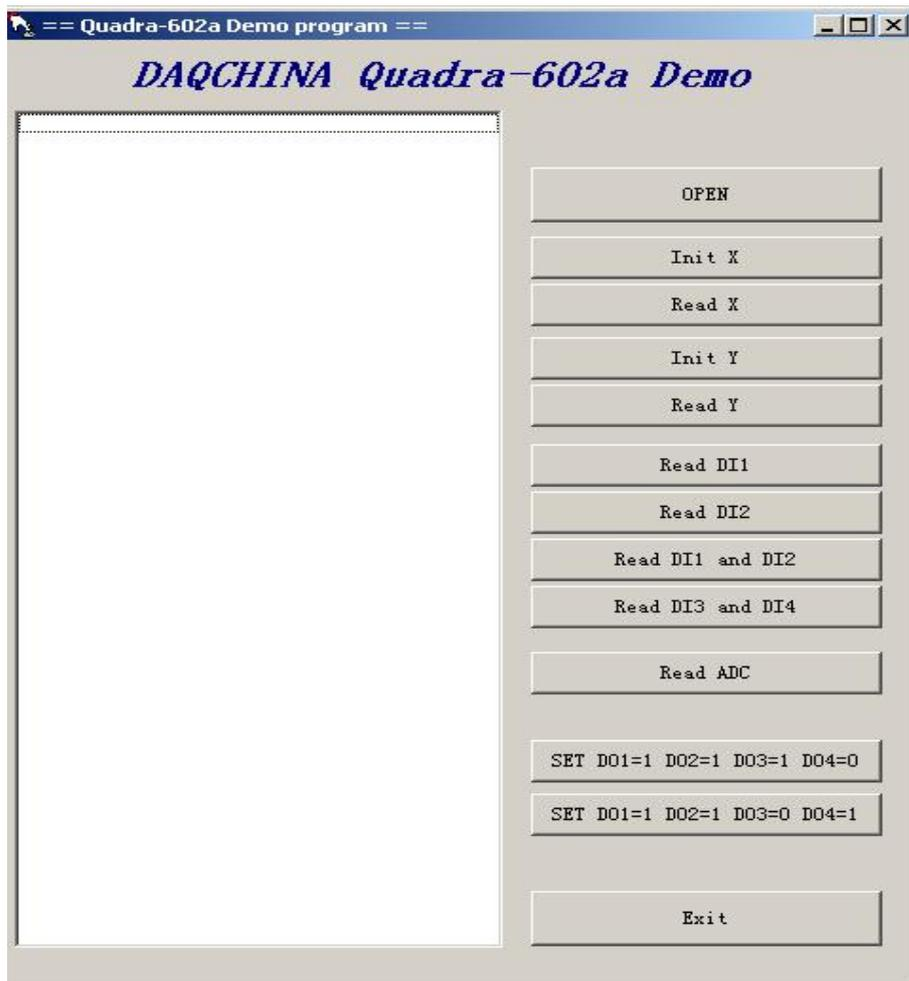 == Quadra-602a Demo program ==
DAQCHINA Quadra-602a Demo
OPEN
Init X
Read X
Init Y
Read Y
Read DI1
Read DI2
Read DI1 and DI2
Read DI3 and DI4
Read ADC
SET DO1=1 DO2=1 DO3=1 DO4=0
SET DO1=1 DO2=1 DO3=0 DO4=1
Exit